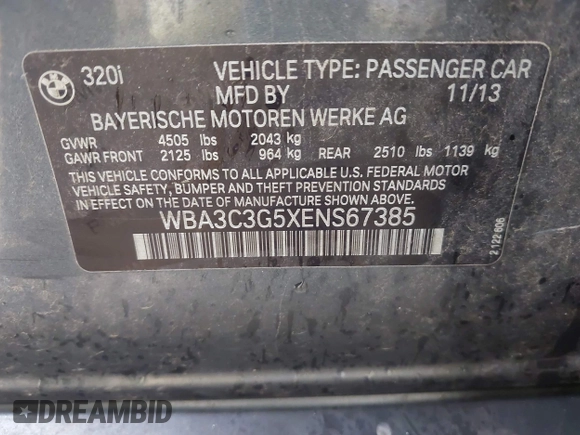 BMW
320i VEHICLE TYPE: PASSENGER CAR
MFD BY 11/13
BAYERISCHE MOTOREN WERKE AG
GVWR 4505 lbs 2043 kg
GAWR FRONT 2125 lbs 964 kg REAR 2510 lbs 1139 kg
THIS VEHICLE CONFORMS TO ALL APPLICABLE U.S. FEDERAL MOTOR
VEHICLE SAFETY, BUMPER AND THEFT PREVENTION STANDARDS
IN EFFECT ON THE DATE OF MANUFACTURE SHOWN ABOVE.
WBA3C3G5XENS67385
2 122 606
DREAMBID